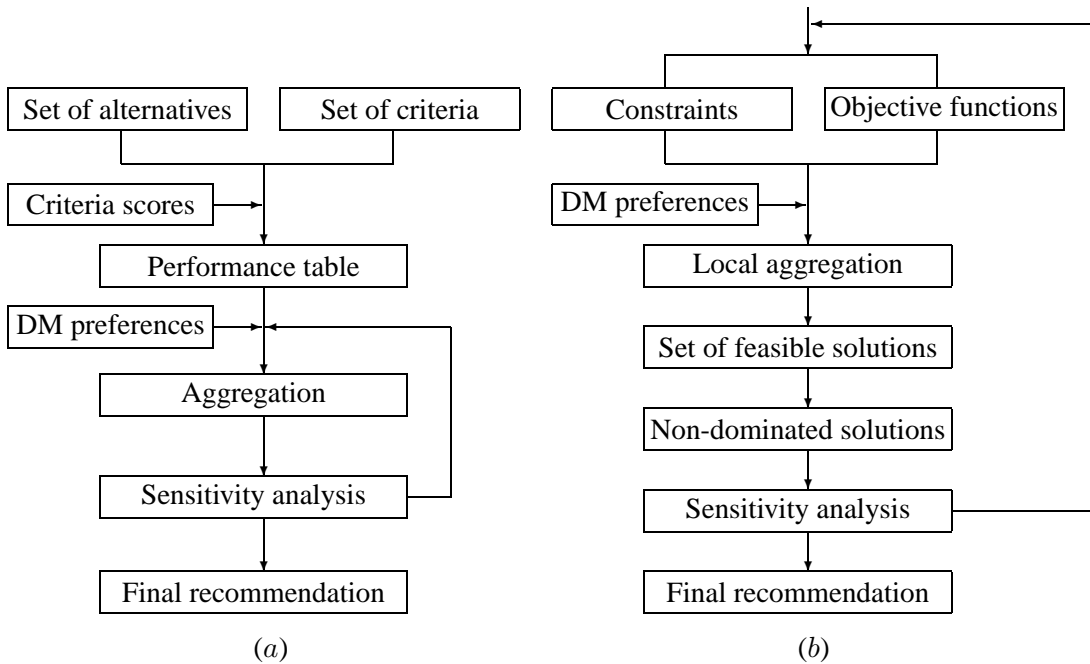 Set of alternatives
Set of criteria
Criteria scores
Performance table
DM preferences
Aggregation
Sensitivity analysis
Final recommendation
(a)
Constraints
Objective functions
DM preferences
Local aggregation
Set of feasible solutions
Non-dominated solutions
Sensitivity analysis
Final recommendation
(b)